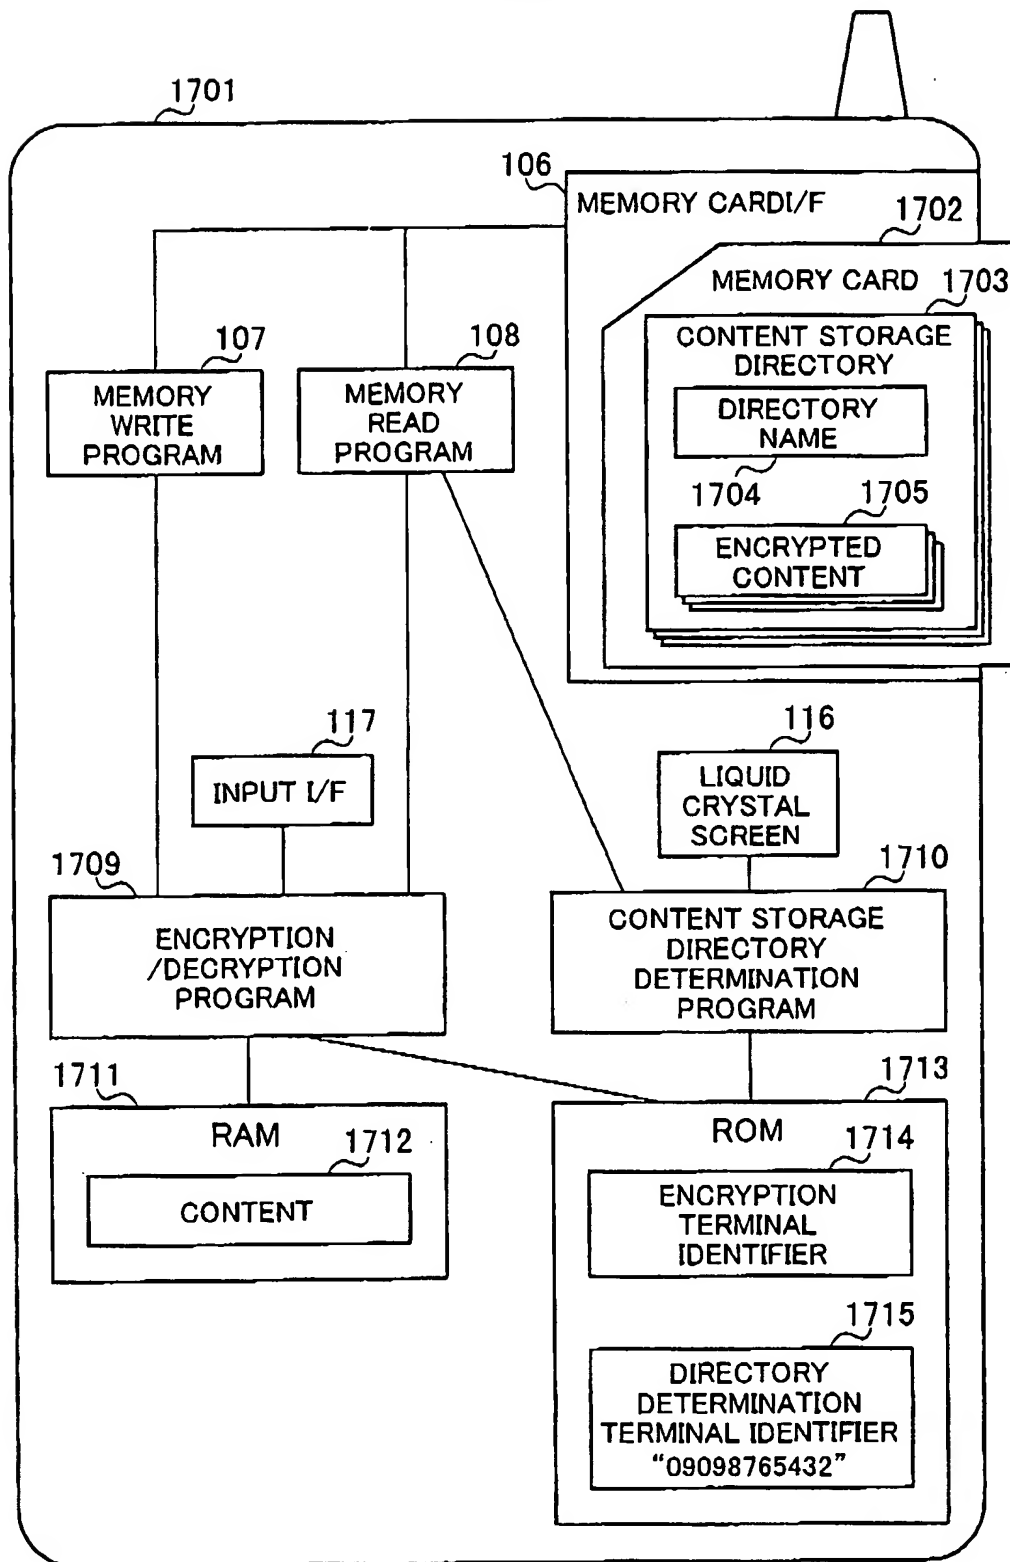 1701
106
MEMORY CARDI/F
1702
MEMORY CARD
1703
CONTENT STORAGE
DIRECTORY
DIRECTORY
NAME
1704
1705
ENCRYPTED
CONTENT
107
MEMORY
WRITE
PROGRAM
108
MEMORY
READ
PROGRAM
117
INPUT I/F
116
LIQUID
CRYSTAL
SCREEN
1709
ENCRYPTION
/DECRYPTION
PROGRAM
1710
CONTENT STORAGE
DIRECTORY
DETERMINATION
PROGRAM
1711
RAM
1712
CONTENT
1713
ROM
1714
ENCRYPTION
TERMINAL
IDENTIFIER
1715
DIRECTORY
DETERMINATION
TERMINAL IDENTIFIER
“09098765432”